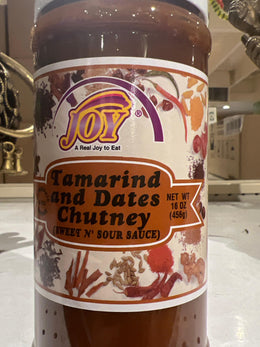 JOY ®
A Real Joy to Eat
Tamarind
and Dates
Chutney
(SWEET N' SOUR SAUCE)
NET WT
16 OZ
(456g)